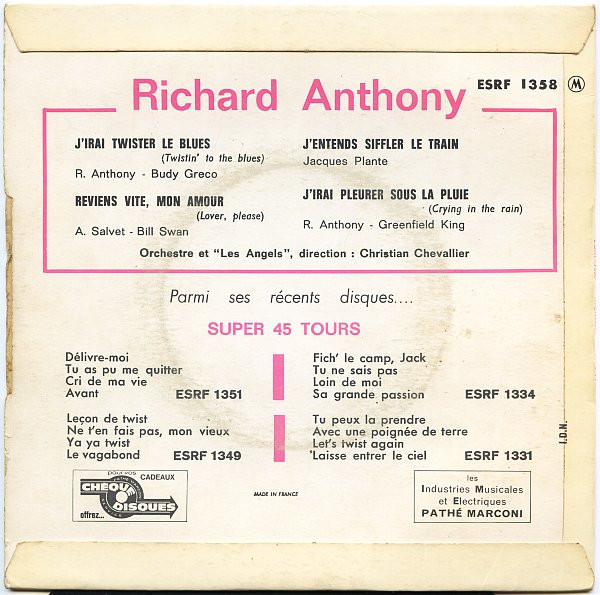 Richard Anthony
ESRF 1358 M
J'IRAI TWISTER LE BLUES
(Twistin' to the blues)
R. Anthony - Budy Greco
REVIENS VITE, MON AMOUR
(Lover, please)
A. Salvet - Bill Swan
J'ENTENDS SIFFLER LE TRAIN
Jacques Plante
J'IRAI PLEURER SOUS LA PLUIE
(Crying in the rain)
R. Anthony - Greenfield King
Orchestre et "Les Angels", direction : Christian Chevallier
Parmi ses récents disques....
SUPER 45 TOURS
Délivre-moi
Tu as pu me quitter
Cri de ma vie
Avant ESRF 1351
Fich' le camp, Jack
Tu ne sais pas
Loin de moi
Sa grande passion ESRF 1334
Leçon de twist
Ne t'en fais pas, mon vieux
Ya ya twist
Le vagabond ESRF 1349
Tu peux la prendre
Avec une poignée de terre
Let's twist again
Laisse entrer le ciel ESRF 1331
I.D.N.
pour vos
CADEAUX
CHEQU'
DISQUES
offrez...
MADE IN FRANCE
les
Industries Musicales
et Electriques
PATHÉ MARCONI